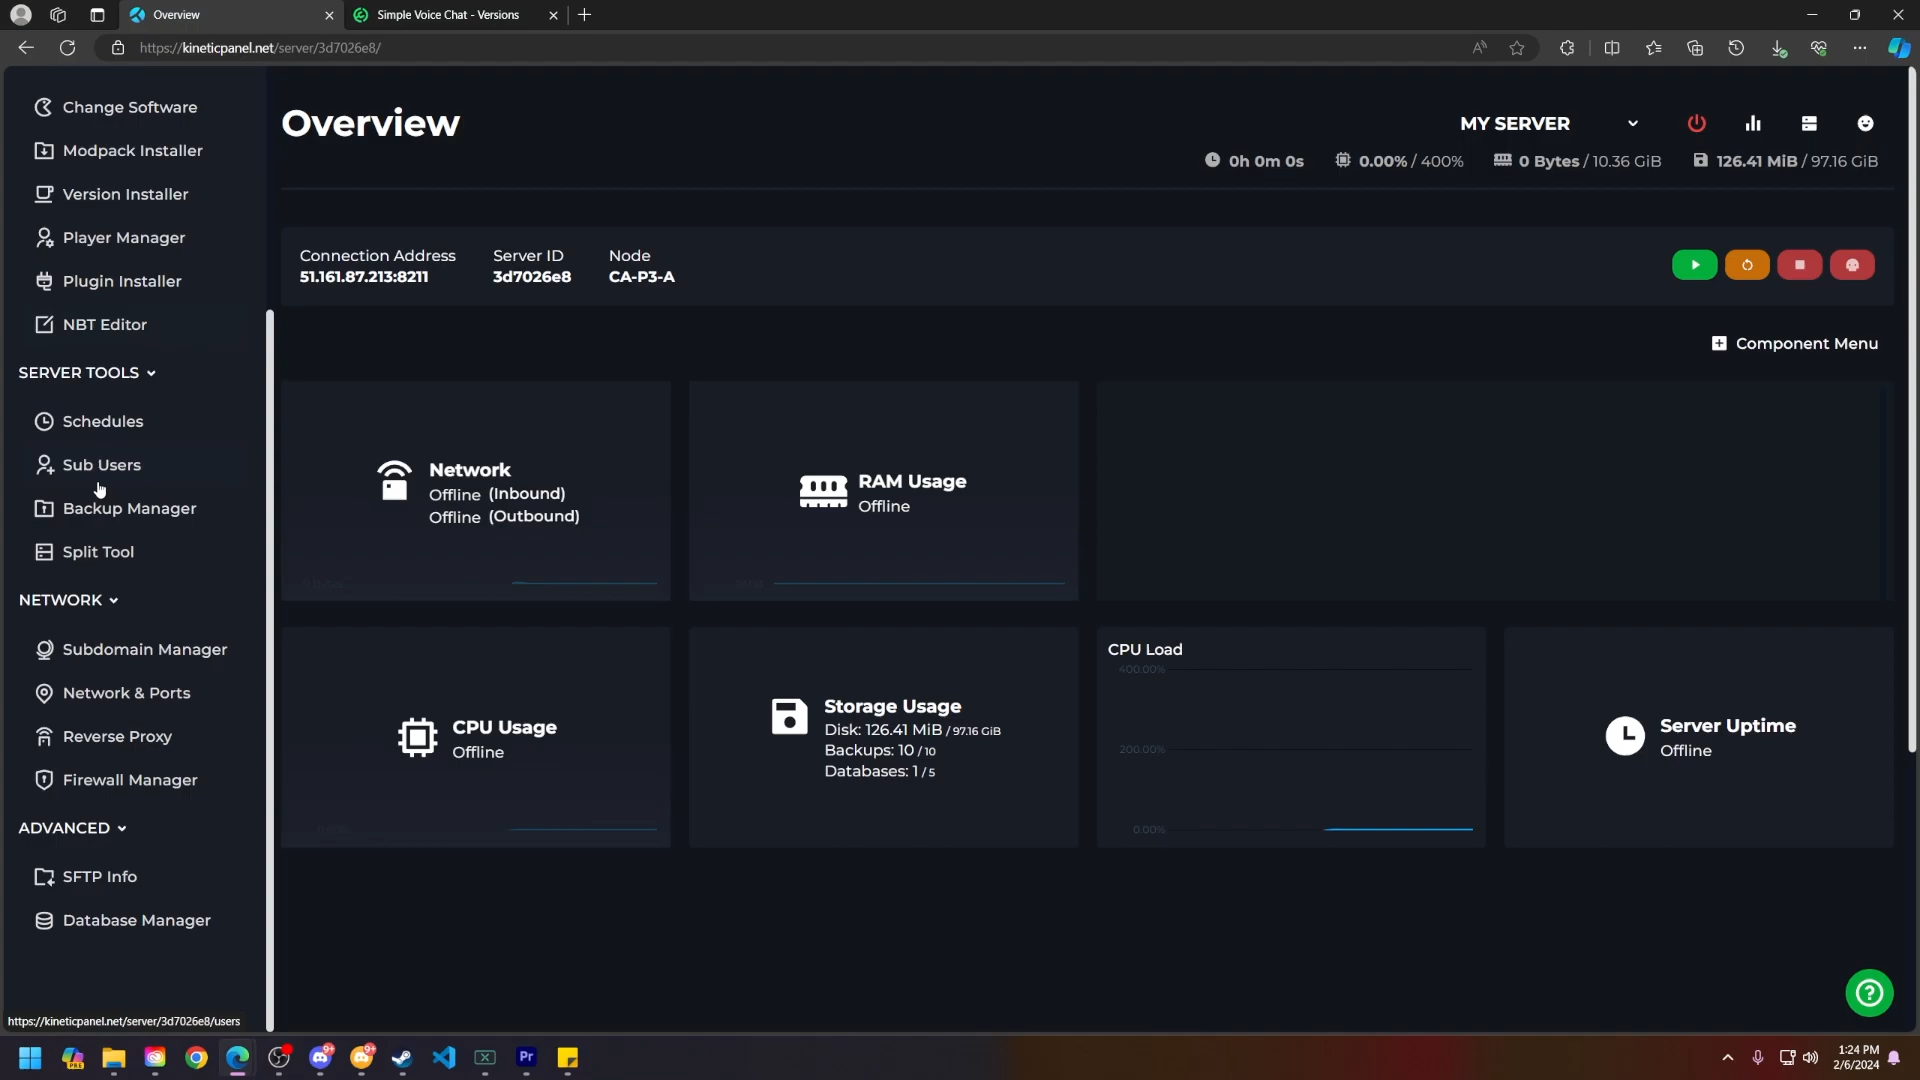 Overview
Simple Voice Chat - Versions
https://kineticpanel.net/server/3d7026e8/
Change Software
Modpack Installer
Version Installer
Player Manager
Plugin Installer
NBT Editor
SERVER TOOLS
Schedules
Sub Users
Backup Manager
Split Tool
NETWORK
Subdomain Manager
Network & Ports
Reverse Proxy
Firewall Manager
ADVANCED
SFTP Info
Database Manager
https://kineticpanel.net/server/3d7026e8/users
Overview
MY SERVER
0h 0m 0s
0.00% / 400%
0 Bytes / 10.36 GiB
126.41 MiB / 97.16 GiB
Connection Address
51.161.87.213:8211
Server ID
3d7026e8
Node
CA-P3-A
Component Menu
Network
Offline (Inbound)
Offline (Outbound)
RAM Usage
Offline
CPU Usage
Offline
Storage Usage
Disk: 126.41 MiB / 97.16 GiB
Backups: 10 / 10
Databases: 1 / 5
CPU Load
400.00%
200.00%
0.00%
Server Uptime
Offline
PRE
9+
9+
Pr
1:24 PM
2/6/2024